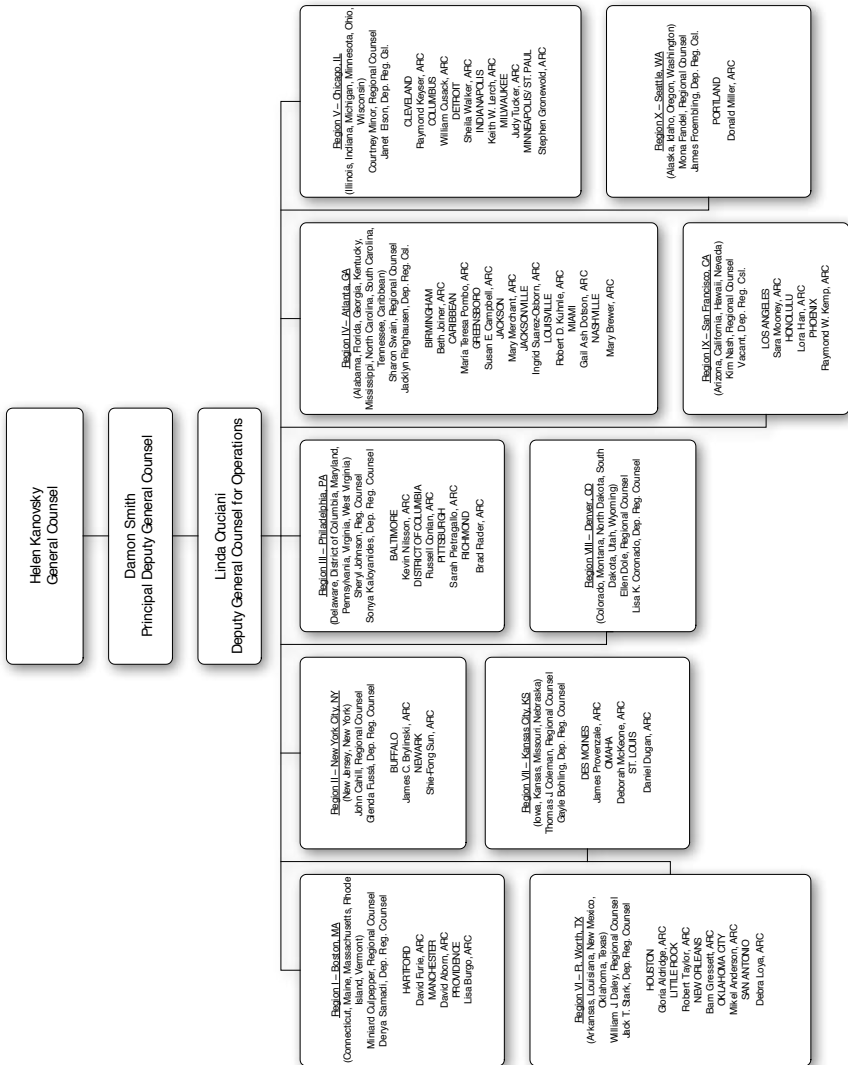 Helen Kanovsky
General Counsel
Damon Smith
Principal Deputy General Counsel
Linda Cruciani
Deputy General Counsel for Operations
Region I – Boston, MA
(Connecticut, Maine, Massachusetts, Rhode
Island, Vermont)
Miniard Culpepper, Regional Counsel
Derya Samadi, Dep. Reg. Counsel
HARTFORD
David Furie, ARC
MANCHESTER
David Aborn, ARC
PROVIDENCE
Lisa Burgo, ARC
Region II – New York City, NY
(New Jersey, New York)
John Cahill, Regional Counsel
Glenda Fussá, Dep. Reg. Counsel
BUFFALO
James C. Brylinski, ARC
NEWARK
Shie-Fong Sun, ARC
Region III – Philadelphia, PA
(Delaware, District of Columbia, Maryland,
Pennsylvania, Virginia, West Virginia)
Sheryl Johnson, Reg. Counsel
Sonya Kaloyanides, Dep. Reg. Counsel
BALTIMORE
Kevin Nilsson, ARC
DISTRICT OF COLUMBIA
Russell Conlan, ARC
PITTSBURGH
Sarah Pietragallo, ARC
RICHMOND
Brad Raider, ARC
Region IV – Atlanta, GA
(Alabama, Florida, Georgia, Kentucky,
Mississippi, North Carolina, South Carolina,
Tennessee, Caribbean)
Sharon Swain, Regional Counsel
Jacklyn Ringhausen, Dep. Reg. Csl.
BIRMINGHAM
Beth Joiner, ARC
CARIBBEAN
Maria Teresa Pombo, ARC
GREENSBORO
Susan E. Campbell, ARC
JACKSON
Mary Merchant, ARC
JACKSONVILLE
Ingrid Suarez-Osborn, ARC
LOUISVILLE
Robert D. Kuhnle, ARC
MIAMI
Gail Ash Dotson, ARC
NASHVILLE
Mary Brewer, ARC
Region V – Chicago, IL
(Illinois, Indiana, Michigan, Minnesota, Ohio,
Wisconsin)
Courtney Minor, Regional Counsel
Janet Elson, Dep. Reg. Csl.
CLEVELAND
Raymond Keyser, ARC
COLUMBUS
William Cusack, ARC
DETROIT
Sheila Walker, ARC
INDIANAPOLIS
Keith W. Lerch, ARC
MILWAUKEE
Judy Tucker, ARC
MINNEAPOLIS/ ST. PAUL
Stephen Gronewold, ARC
Region VI – Ft. Worth, TX
(Arkansas, Louisiana, New Mexico,
Oklahoma, Texas)
William J. Daley, Regional Counsel
Jack T. Stark, Dep. Reg. Counsel
HOUSTON
Gloria Aldridge, ARC
LITTLE ROCK
Robert Taylor, ARC
NEW ORLEANS
Bam Gressett, ARC
OKLAHOMA CITY
Mikel Anderson, ARC
SAN ANTONIO
Debra Loya, ARC
Region VII – Kansas City, KS
(Iowa, Kansas, Missouri, Nebraska)
Thomas J. Coleman, Regional Counsel
Gayle Bohling, Dep. Reg. Counsel
DES MOINES
James Provenzale, ARC
OMAHA
Deborah McKeone, ARC
ST. LOUIS
Daniel Dugan, ARC
Region VIII – Denver, CO
(Colorado, Montana, North Dakota, South
Dakota, Utah, Wyoming)
Ellen Dole, Regional Counsel
Lisa K. Coronado, Dep. Reg. Counsel
Region IX – San Francisco, CA
(Arizona, California, Hawaii, Nevada)
Kim Nash, Regional Counsel
Vacant, Dep. Reg. Csl.
LOS ANGELES
Sara Mooney, ARC
HONOLULU
Lora ARC
PHOENIX
Raymond W. Kemp, ARC
Region X – Seattle, WA
(Alaska, Idaho, Oregon, Washington)
Mona Fandel, Regional Counsel
James Froembling, Dep. Reg. Csl.
PORTLAND
Donald Miller, ARC